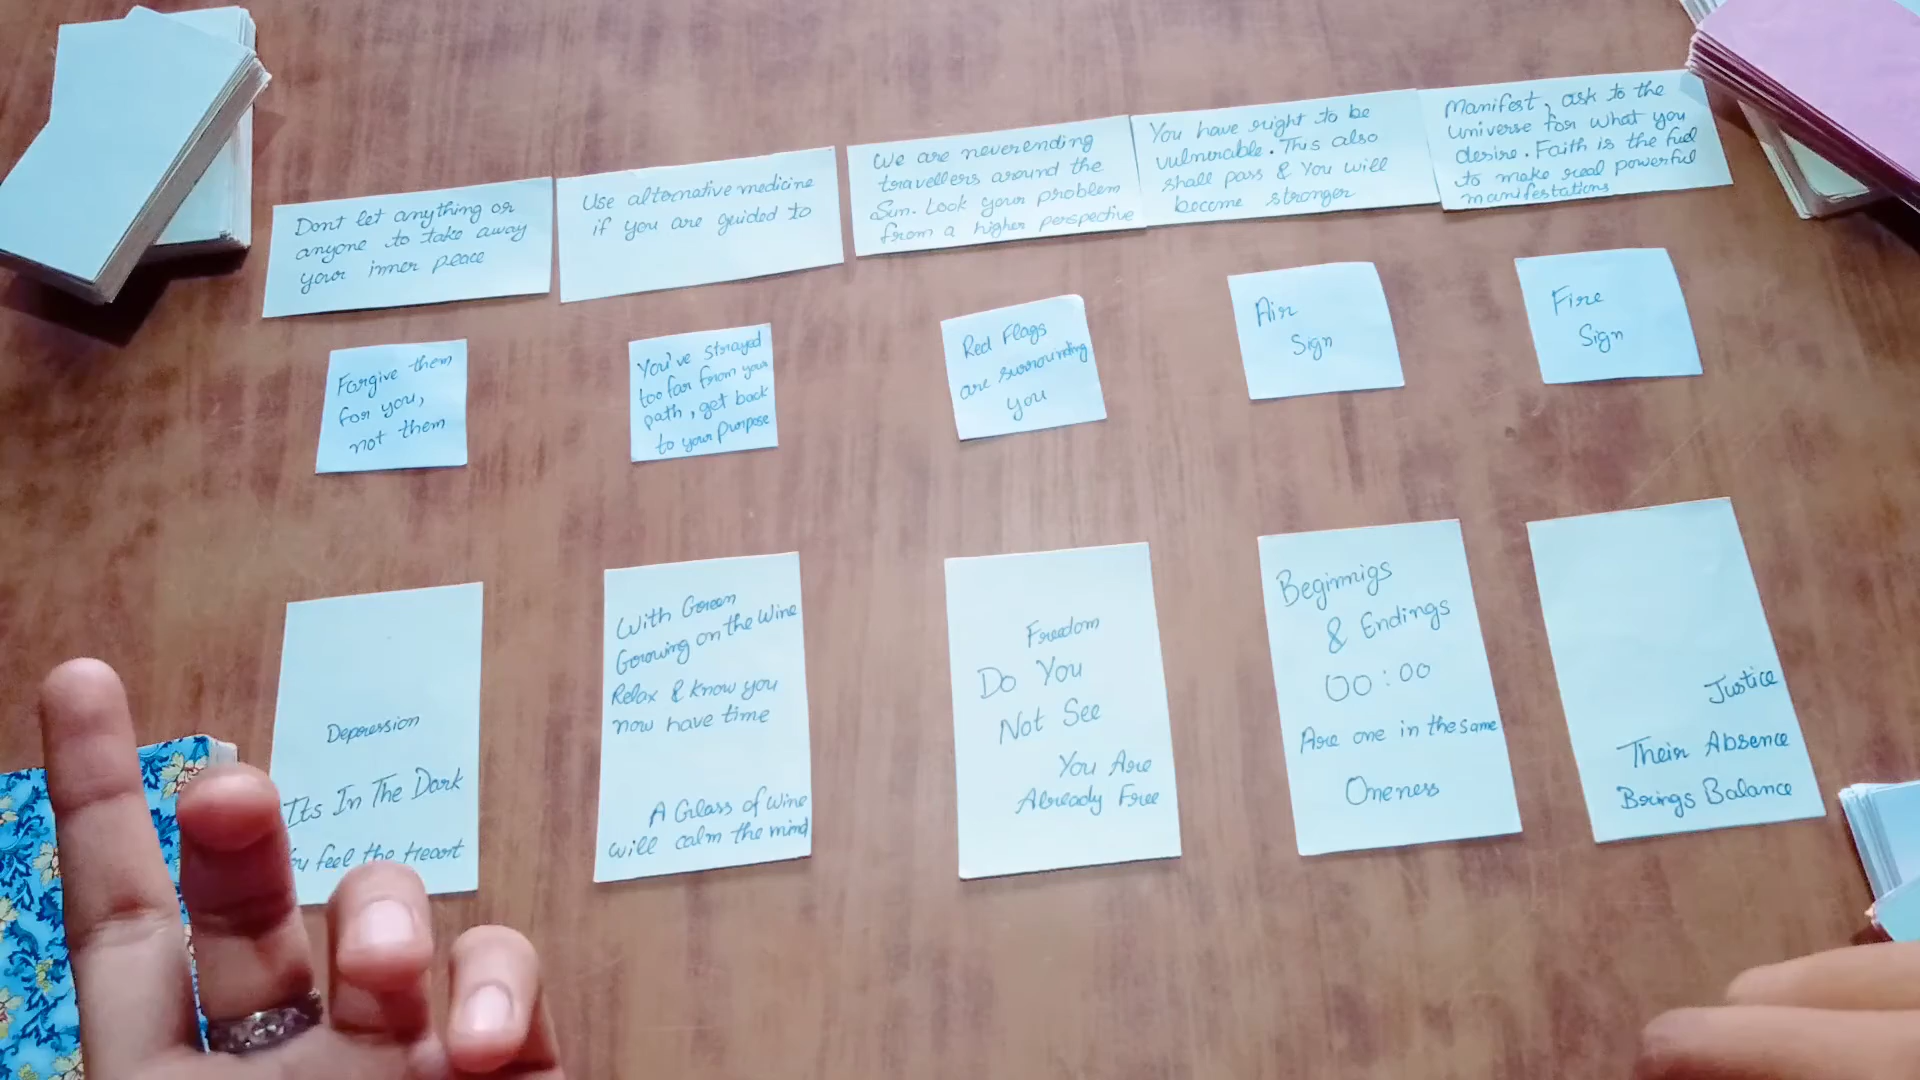 Dont let anything or
anyone to take away
your inner peace
Use alternative medicine
if you are guided to
We are neverending
travellers around the
Sun. Look your problem
from a higher perspective
You have right to be
vulnerable. This also
shall pass & You will
become stronger
Manifest, ask to the
universe for what you
desire. Faith is the fuel
to make real powerful
manifestations
Forgive them
for you,
not them
You've strayed
too far from your
path, get back
to your purpose
Red Flags
are surrounding
you
Air
Sign
Fire
Sign
Depression
Its In The Dark
feel the Heart
With Green
Growing on the Wine
Relax & know you
now have time
A Glass of Wine
will calm the mind
Freedom
Do You
Not See
You Are
Already Free
Beginnigs
& Endings
00:00
Are one in the same
Oneness
Justice
Their Absence
Brings Balance